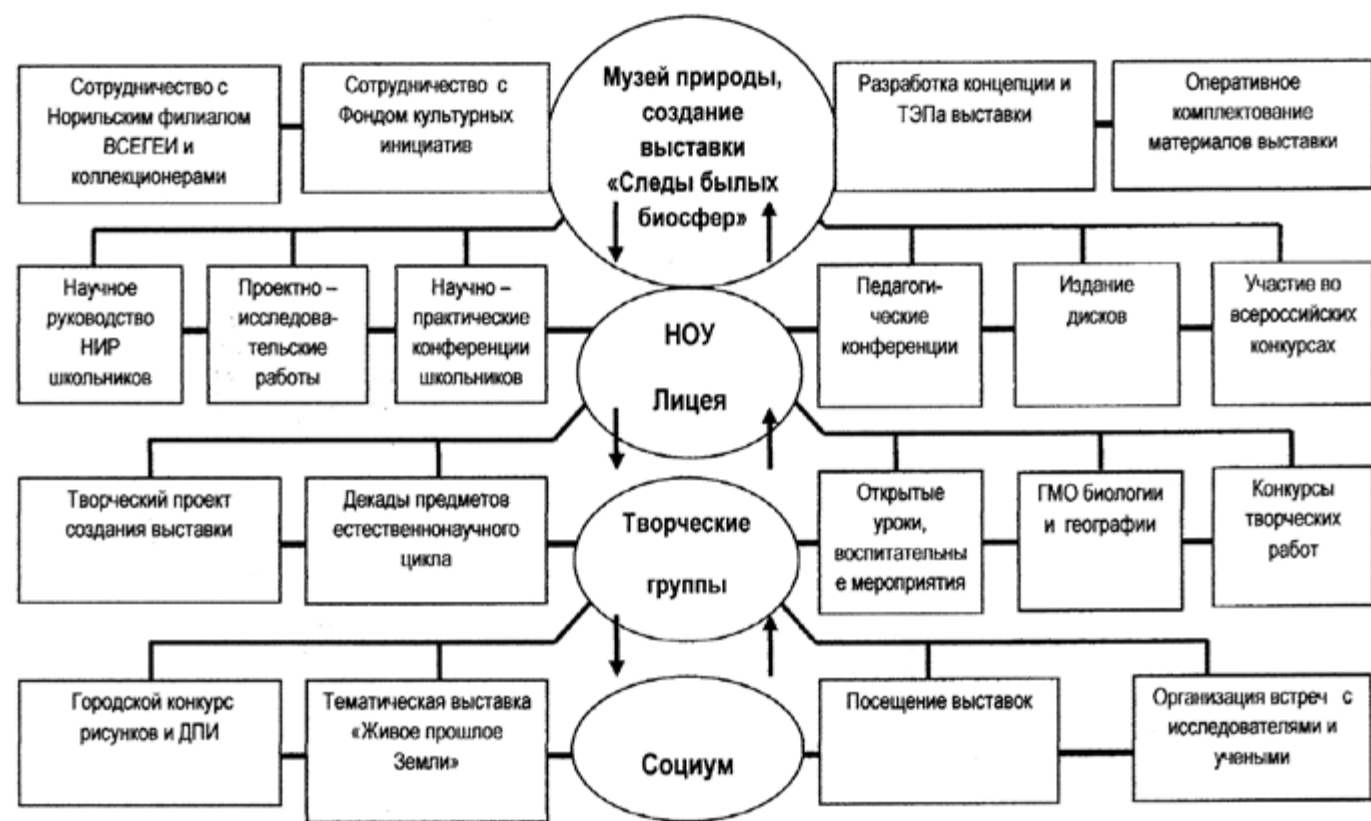 Сотрудничество с
Норильским филиалом
ВСЕГЕИ и
коллекционерами
Сотрудничество с
Фондом культурных
инициатив
Музей природы,
создание
выставки
«Следы былых
биосфер»
Разработка концепции и
ТЭПа выставки
Оперативное
комплектование
материалов выставки
Научное
руководство
НИР
школьников
Проектно –
исследова-
тельские
работы
Научно –
практические
конференции
школьников
НОУ
Лицея
Педагоги-
ческие
конференции
Издание
дисков
Участие во
всероссийских
конкурсах
Творческий проект
создания выставки
Декады предметов
естественнонаучного
цикла
Творческие
группы
Открытые
уроки,
воспитательны
е мероприятия
ГМО биологии
и географии
Конкурсы
творческих
работ
Городской конкурс
рисунков и ДПИ
Тематическая выставка
«Живое прошлое
Земли»
Социум
Посещение выставок
Организация встреч с
исследователями и
учеными